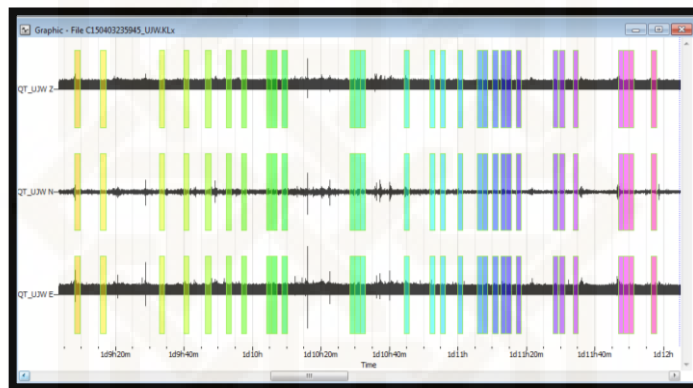 Graphic - File C150403235945_UJW.KLx
QT_UJW Z
QT_UJW N
QT_UJW E
1d9h20m 1d9h40m 1d10h 1d10h20m 1d10h40m 1d11h 1d11h20m 1d11h40m 1d12h
Time